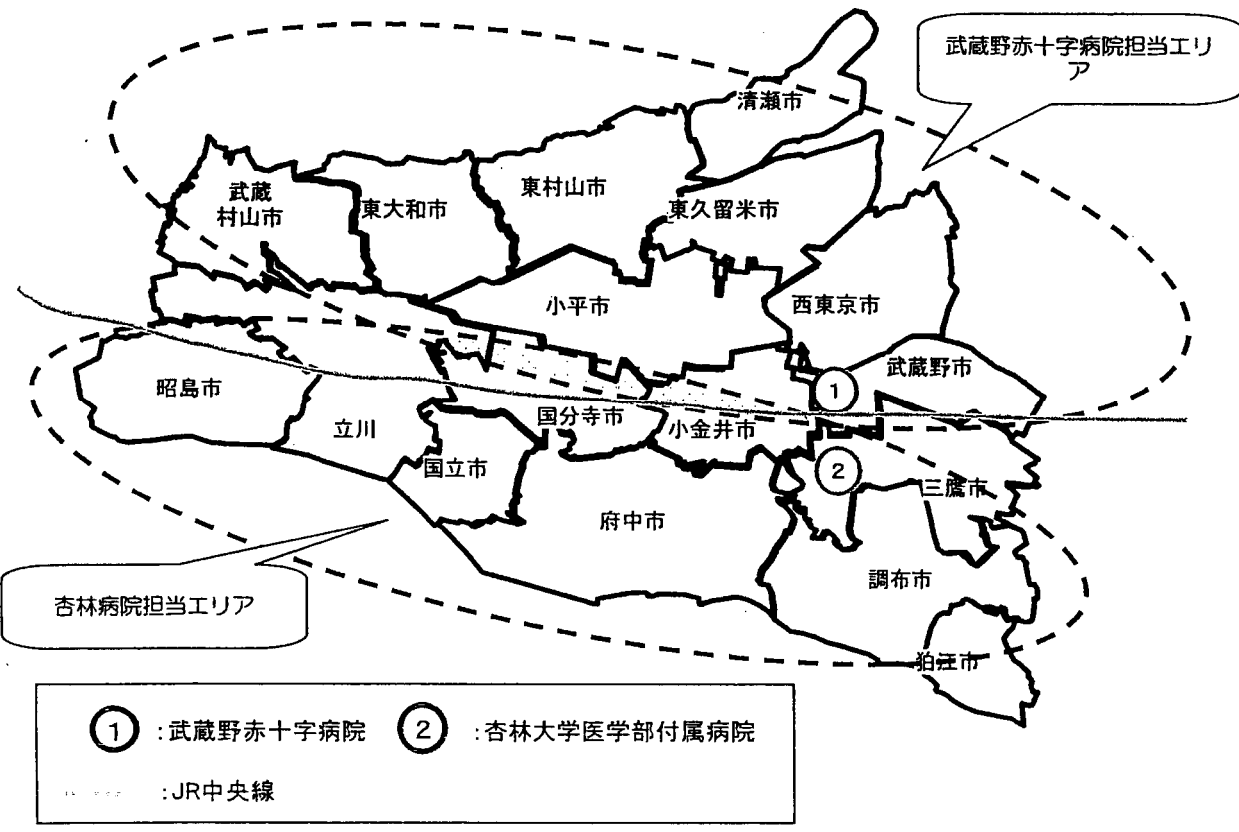 武蔵野赤十字病院担当エリ
ア
清瀬市
武蔵
村山市
東大和市
東村山市
東久留米市
小平市
西東京市
武蔵野市
昭島市
立川
国分寺市
小金井市
①
国立市
②
三鷹市
府中市
調布市
杏林病院担当エリア
狛江市
① :武蔵野赤十字病院
② :杏林大学医学部付属病院
:JR中央線